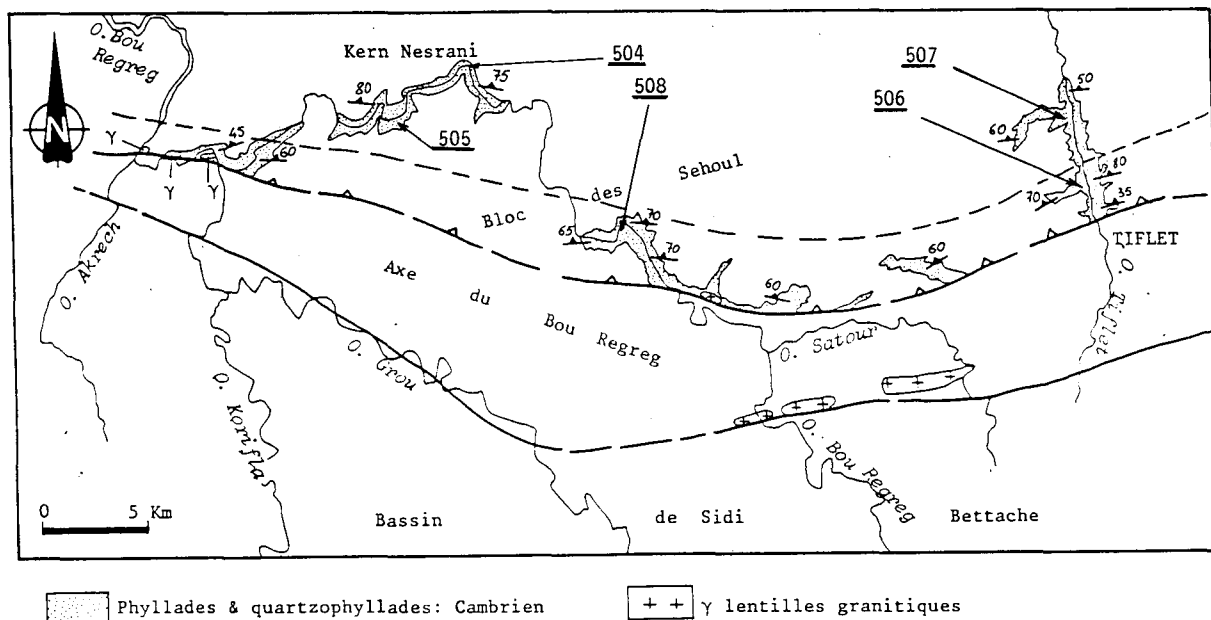 O. Bou
Regreg
Kern Nesrani
504
508
507
506
505
80
75
50
60
45
60
γ
γ
γ
N
Sehoul
des
Bloc
70
65
70
80
70
35
60
60
TIFLET
O. Akrech
Axe
du
Bou Regreg
O. Satour
O. Tiflet
O. Grou
O. Korifla
O. Bou Regreg
0 5 Km
Bassin de Sidi Bettache
Phyllades & quartzophyllades: Cambrien
+ + γ lentilles granitiques